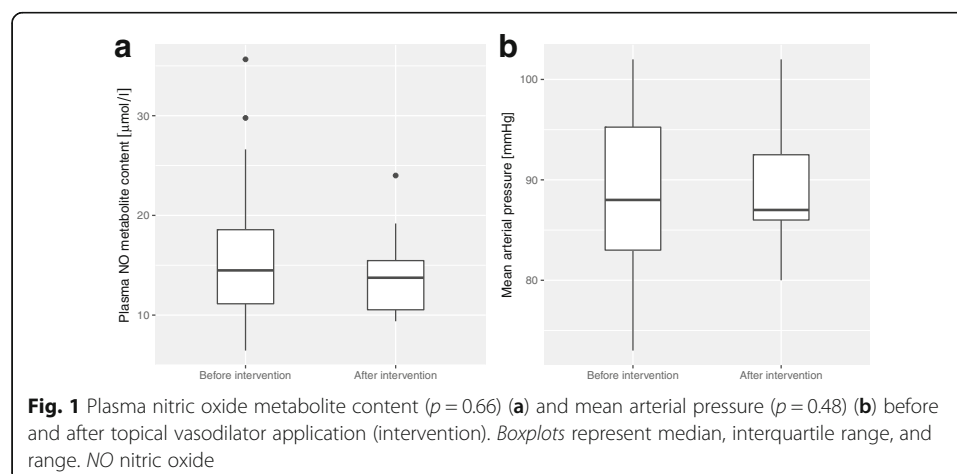 a
b
Plasma NO metabolite content [µmol/l]
30
20
10
Before intervention After intervention
Mean arterial pressure [mmHg]
100
90
80
Before intervention After intervention
Fig. 1 Plasma nitric oxide metabolite content (p = 0.66) (a) and mean arterial pressure (p = 0.48) (b) before
and after topical vasodilator application (intervention). Boxplots represent median, interquartile range, and
range. NO nitric oxide